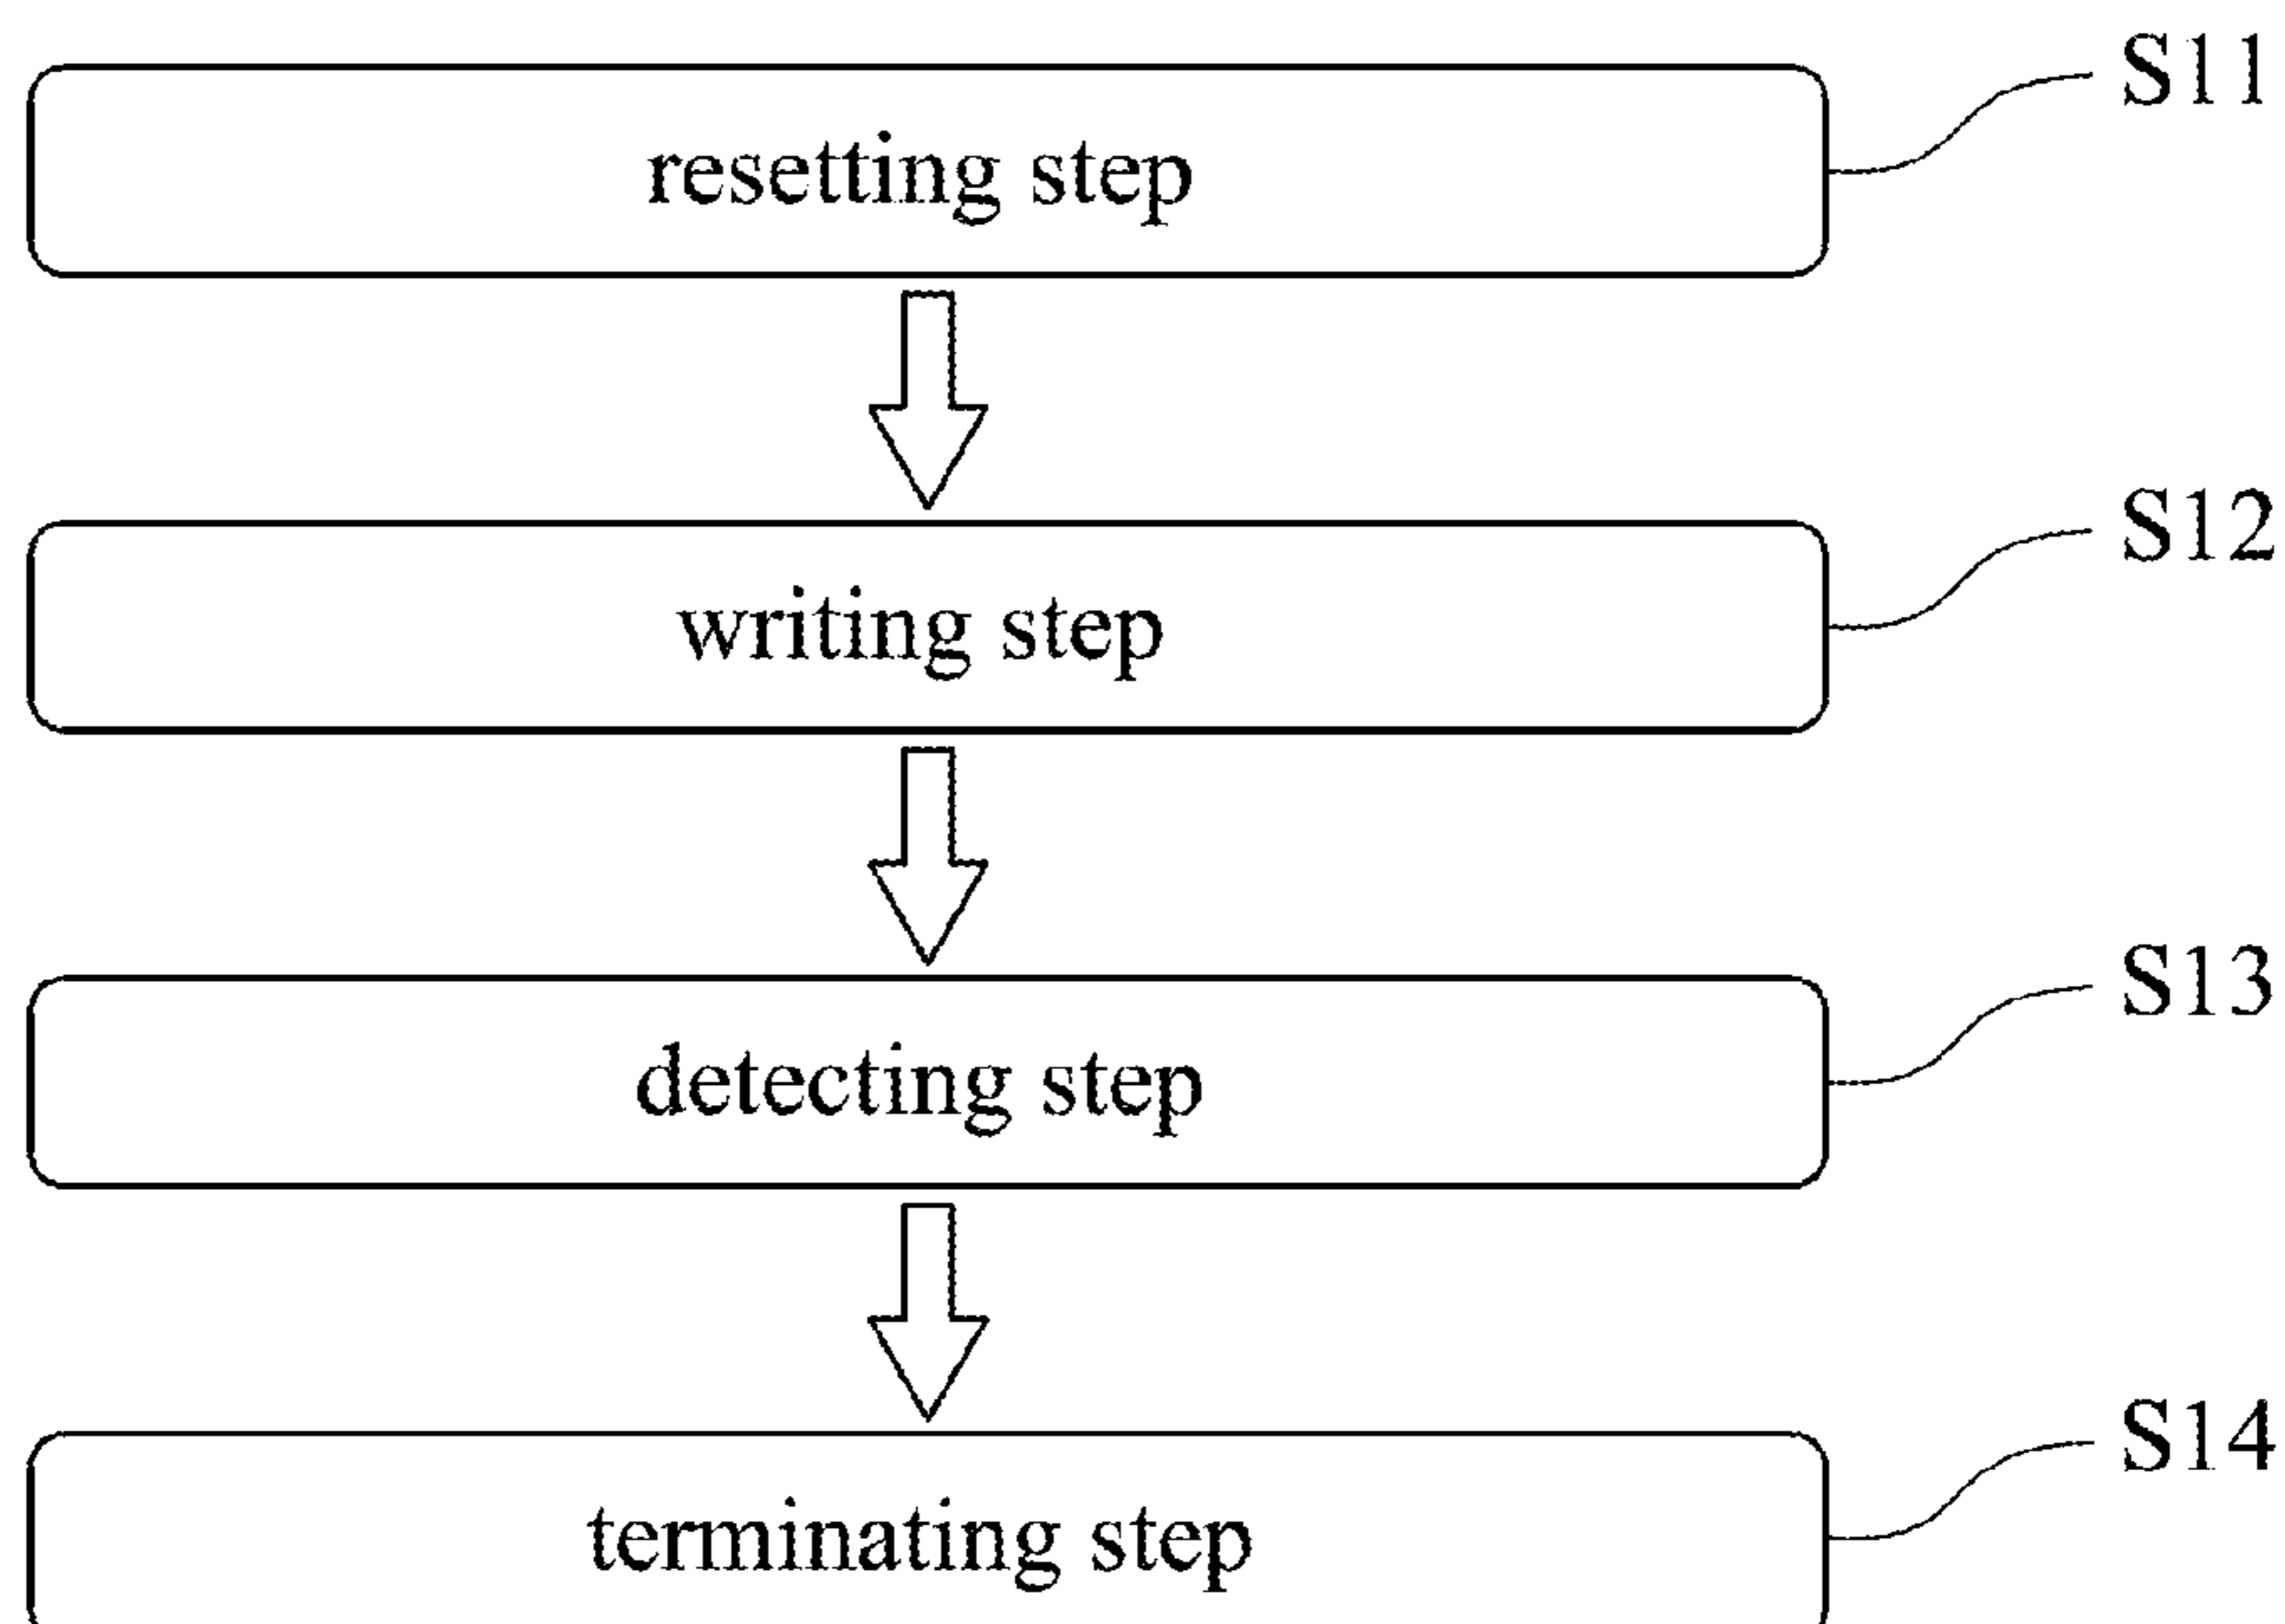 S11
resetting step
S12
writing step
S13
detecting step
S14
terminating step